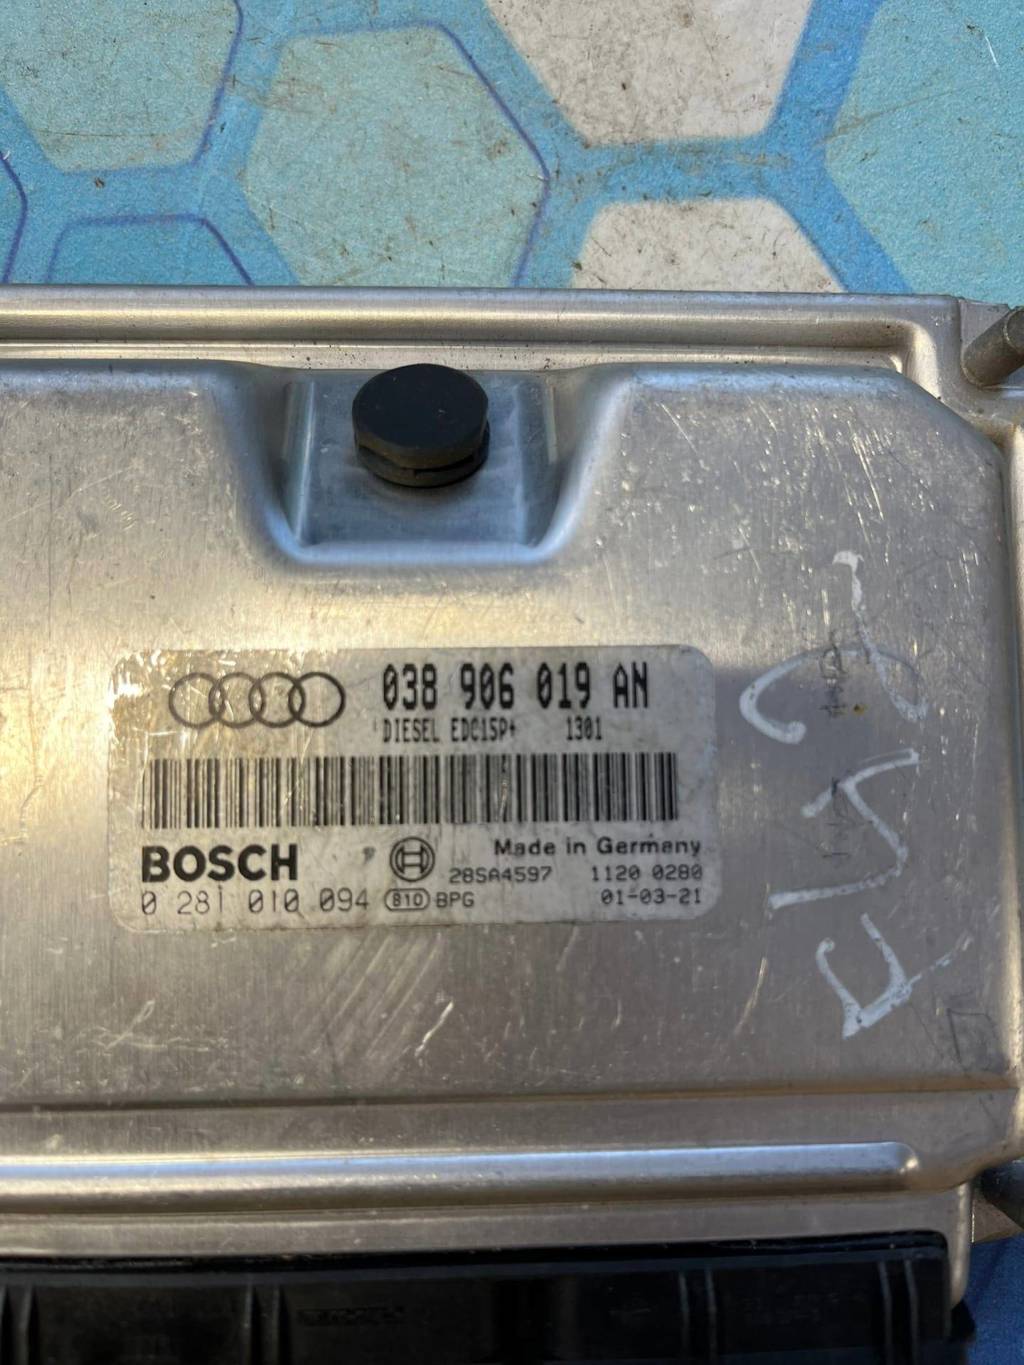 038 906 019 AN
DIESEL EDC15P+ 1301
BOSCH
Made in Germany
28SA4597 1120 0280
0 281 010 094 810 BPG 01-03-21